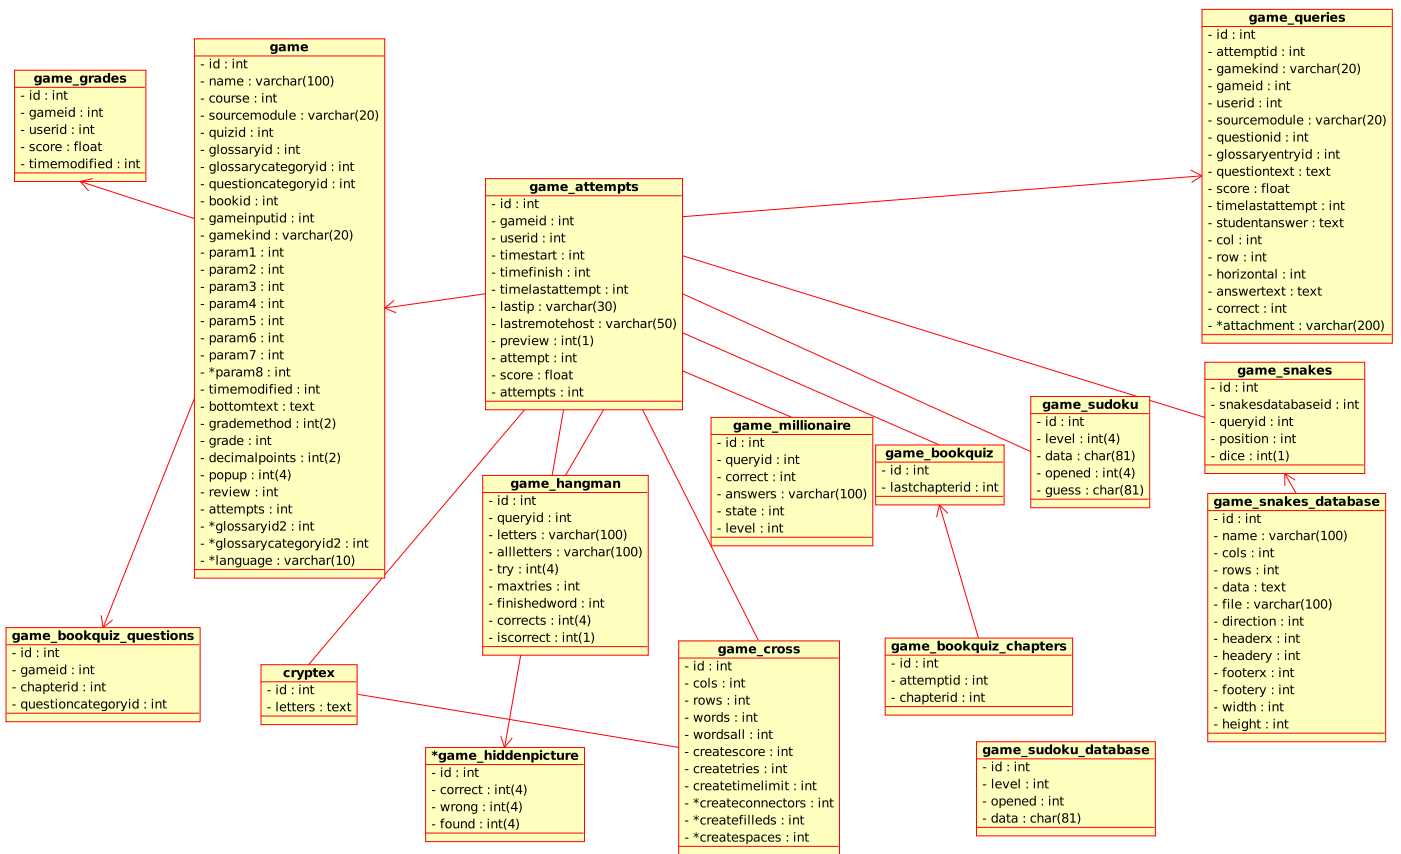 game_grades
- id : int
- gameid : int
- userid : int
- score : float
- timemodified : int
game
- id : int
- name : varchar(100)
- course : int
- sourcemodule : varchar(20)
- quizid : int
- glossaryid : int
- glossarycategoryid : int
- questioncategoryid : int
- bookid : int
- gameinputid : int
- gamekind : varchar(20)
- param1 : int
- param2 : int
- param3 : int
- param4 : int
- param5 : int
- param6 : int
- param7 : int
- *param8 : int
- timemodified : int
- bottomtext : text
- grademethod : int(2)
- grade : int
- decimalpoints : int(2)
- popup : int(4)
- review : int
- attempts : int
- *glossaryid2 : int
- *glossarycategoryid2 : int
- *language : varchar(10)
game_attempts
- id : int
- gameid : int
- userid : int
- timestart : int
- timefinish : int
- timelastattempt : int
- lastip : varchar(30)
- lastremotehost : varchar(50)
- preview : int(1)
- attempt : int
- score : float
- attempts : int
game_queries
- id : int
- attemptid : int
- gamekind : varchar(20)
- gameid : int
- userid : int
- sourcemodule : varchar(20)
- questionid : int
- glossaryentryid : int
- questiontext : text
- score : float
- timelastattempt : int
- studentanswer : text
- col : int
- row : int
- horizontal : int
- answertext : text
- correct : int
- *attachment : varchar(200)
game_snakes
- id : int
- snakesdatabaseid : int
- queryid : int
- position : int
- dice : int(1)
game_sudoku
- id : int
- level : int(4)
- data : char(81)
- opened : int(4)
- guess : char(81)
game_millionaire
- id : int
- queryid : int
- correct : int
- answers : varchar(100)
- state : int
- level : int
game_bookquiz
- id : int
- lastchapterid : int
game_hangman
- id : int
- queryid : int
- letters : varchar(100)
- allletters : varchar(100)
- try : int(4)
- maxtries : int
- finishedword : int
- corrects : int(4)
- iscorrect : int(1)
game_snakes_database
- id : int
- name : varchar(100)
- cols : int
- rows : int
- data : text
- file : varchar(100)
- direction : int
- headerx : int
- headery : int
- footerx : int
- footery : int
- width : int
- height : int
game_bookquiz_questions
- id : int
- gameid : int
- chapterid : int
- questioncategoryid : int
cryptex
- id : int
- letters : text
game_cross
- id : int
- cols : int
- rows : int
- words : int
- wordsall : int
- createscore : int
- createtries : int
- createtimelimit : int
- *createconnectors : int
- *createfilleds : int
- *createspaces : int
game_bookquiz_chapters
- id : int
- attemptid : int
- chapterid : int
*game_hiddenpicture
- id : int
- correct : int(4)
- wrong : int(4)
- found : int(4)
game_sudoku_database
- id : int
- level : int
- opened : int
- data : char(81)